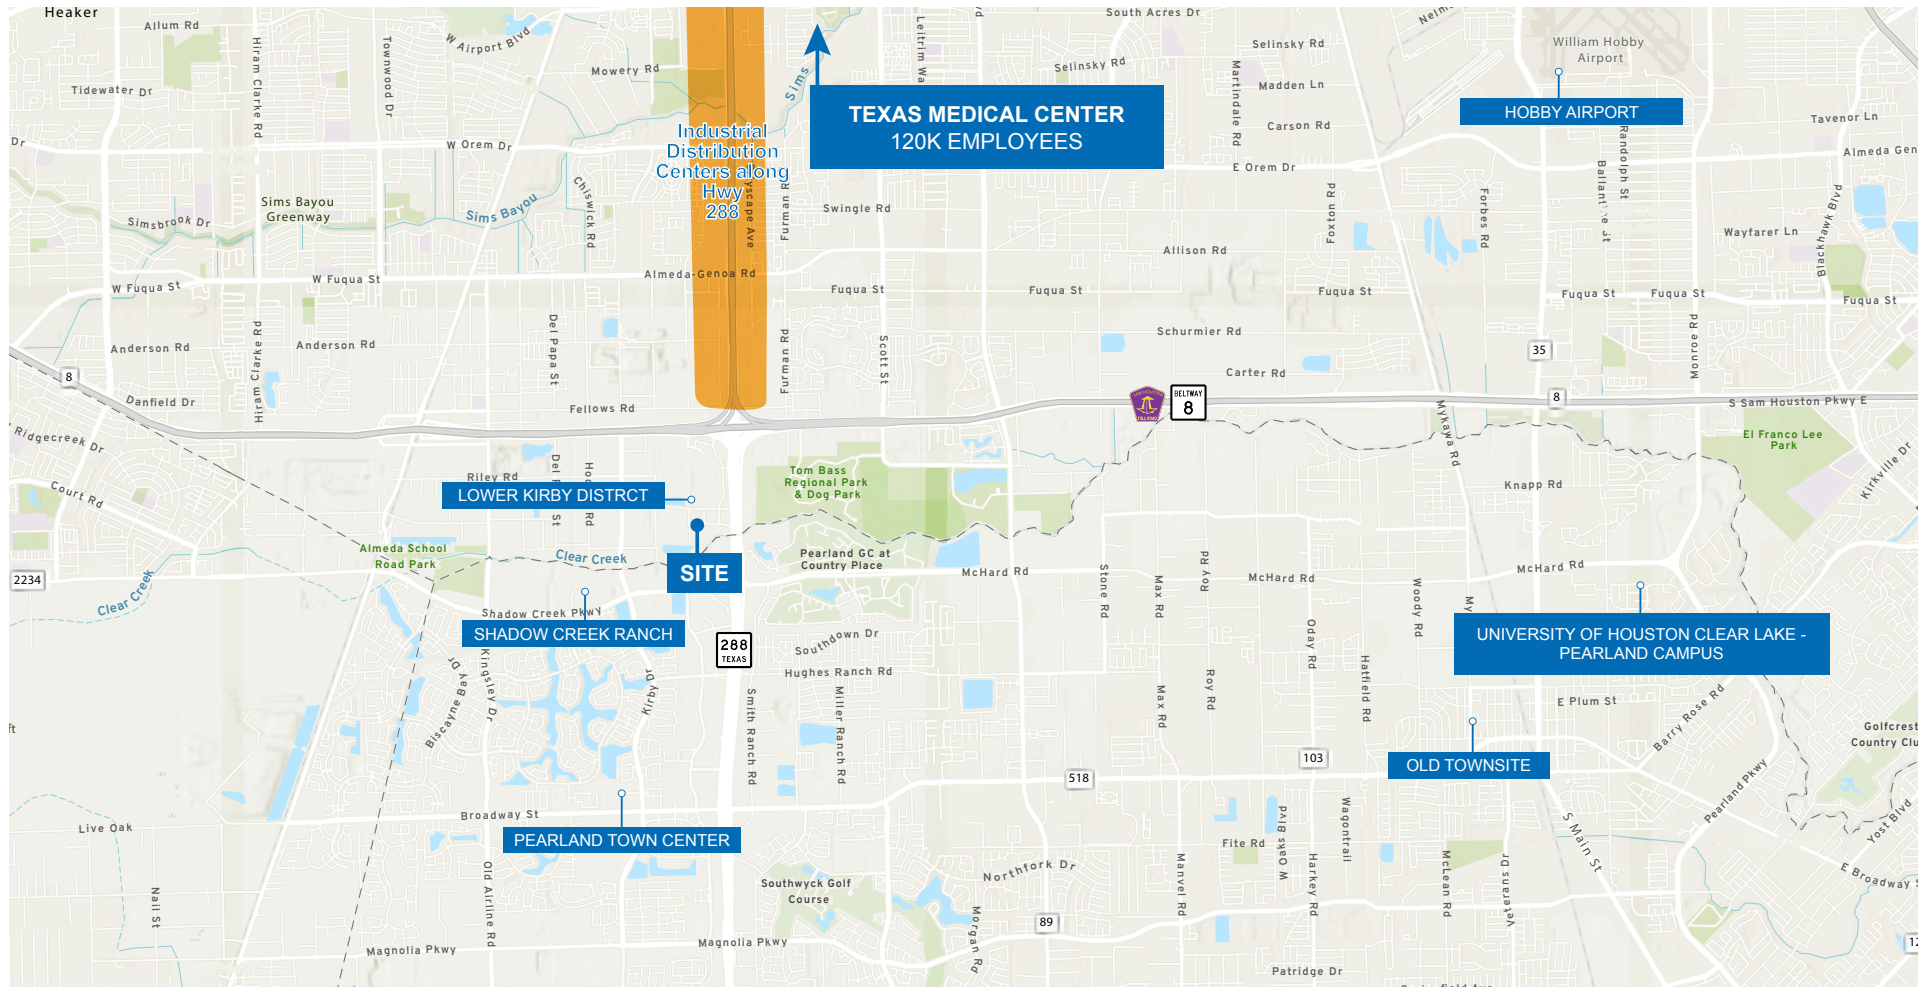 Heaker
Allum Rd
W Airport Blvd
South Acres Dr
Selinsky Rd
William Hobby
Airport
Hiram Clarke Rd
Townwood Dr
Mowery Rd
Sims
Selinsky Rd
Madden Ln
Martindale Rd
Tidewater Dr
TEXAS MEDICAL CENTER
120K EMPLOYEES
HOBBY AIRPORT
Tavenor Ln
Carson Rd
Randolph St
Industrial
Distribution
Centers along
Hwy
288
Dr
W Orem Dr
E Orem Dr
Almeda Gen
Chiswick Rd
Sims Bayou
Greenway
Sims Bayou
Simsbrook Dr
Swingle Rd
Foxton Rd
Forbes Rd
Wayfarer Ln
Blackhawk Blvd
Allison Rd
W Fuqua St
W Fuqua St
Almeda-Genoa Rd
Fuqua St
Fuqua St
Fuqua St
Fuqua St
Fuqua St
Fuqua St
Anderson Rd
Anderson Rd
Hiram Clarke Rd
Del Papa St
Furman Rd
Scott St
Schurmier Rd
35
Monroe Rd
8
Carter Rd
Danfield Dr
Fellows Rd
BELTWAY
8
8
S Sam Houston Pkwy E
Mykawa Rd
El Franco Lee
Park
Ridgecreek Dr
Kirkville Dr
Court Rd
Riley Rd
Tom Bass
Regional Park
& Dog Park
Knapp Rd
LOWER KIRBY DISTRCT
Almeda School
Road Park
Clear Creek
SITE
Pearland GC at
Country Place
2234
Clear Creek
McHard Rd
McHard Rd
McHard Rd
Stone Rd
Max Rd
Roy Rd
Woody Rd
Shadow Creek Pkwy
SHADOW CREEK RANCH
288
TEXAS
Southdown Dr
Hughes Ranch Rd
Oday Rd
UNIVERSITY OF HOUSTON CLEAR LAKE -
PEARLAND CAMPUS
Biscayne Bay Dr
Kingsley Dr
Kirby Dr
Smith Ranch Rd
Miller Ranch Rd
Max Rd
Roy Rd
Hatfield Rd
E Plum St
Barry Rose Rd
Golfcrest
Country Clu
ft
103
OLD TOWNSITE
518
Pearland Pkwy
Live Oak
Broadway St
PEARLAND TOWN CENTER
W Oaks Blvd
Wagontrail
Fite Rd
S Main St
Yost Blvd
Nail St
Old Airline Rd
Southwyck Golf
Course
Northfork Dr
Manvel Rd
Harkey Rd
McLean Rd
Veterans Dr
E Broadway S
Morgan Rd
89
Magnolia Pkwy
Magnolia Pkwy
Patridge Dr
12